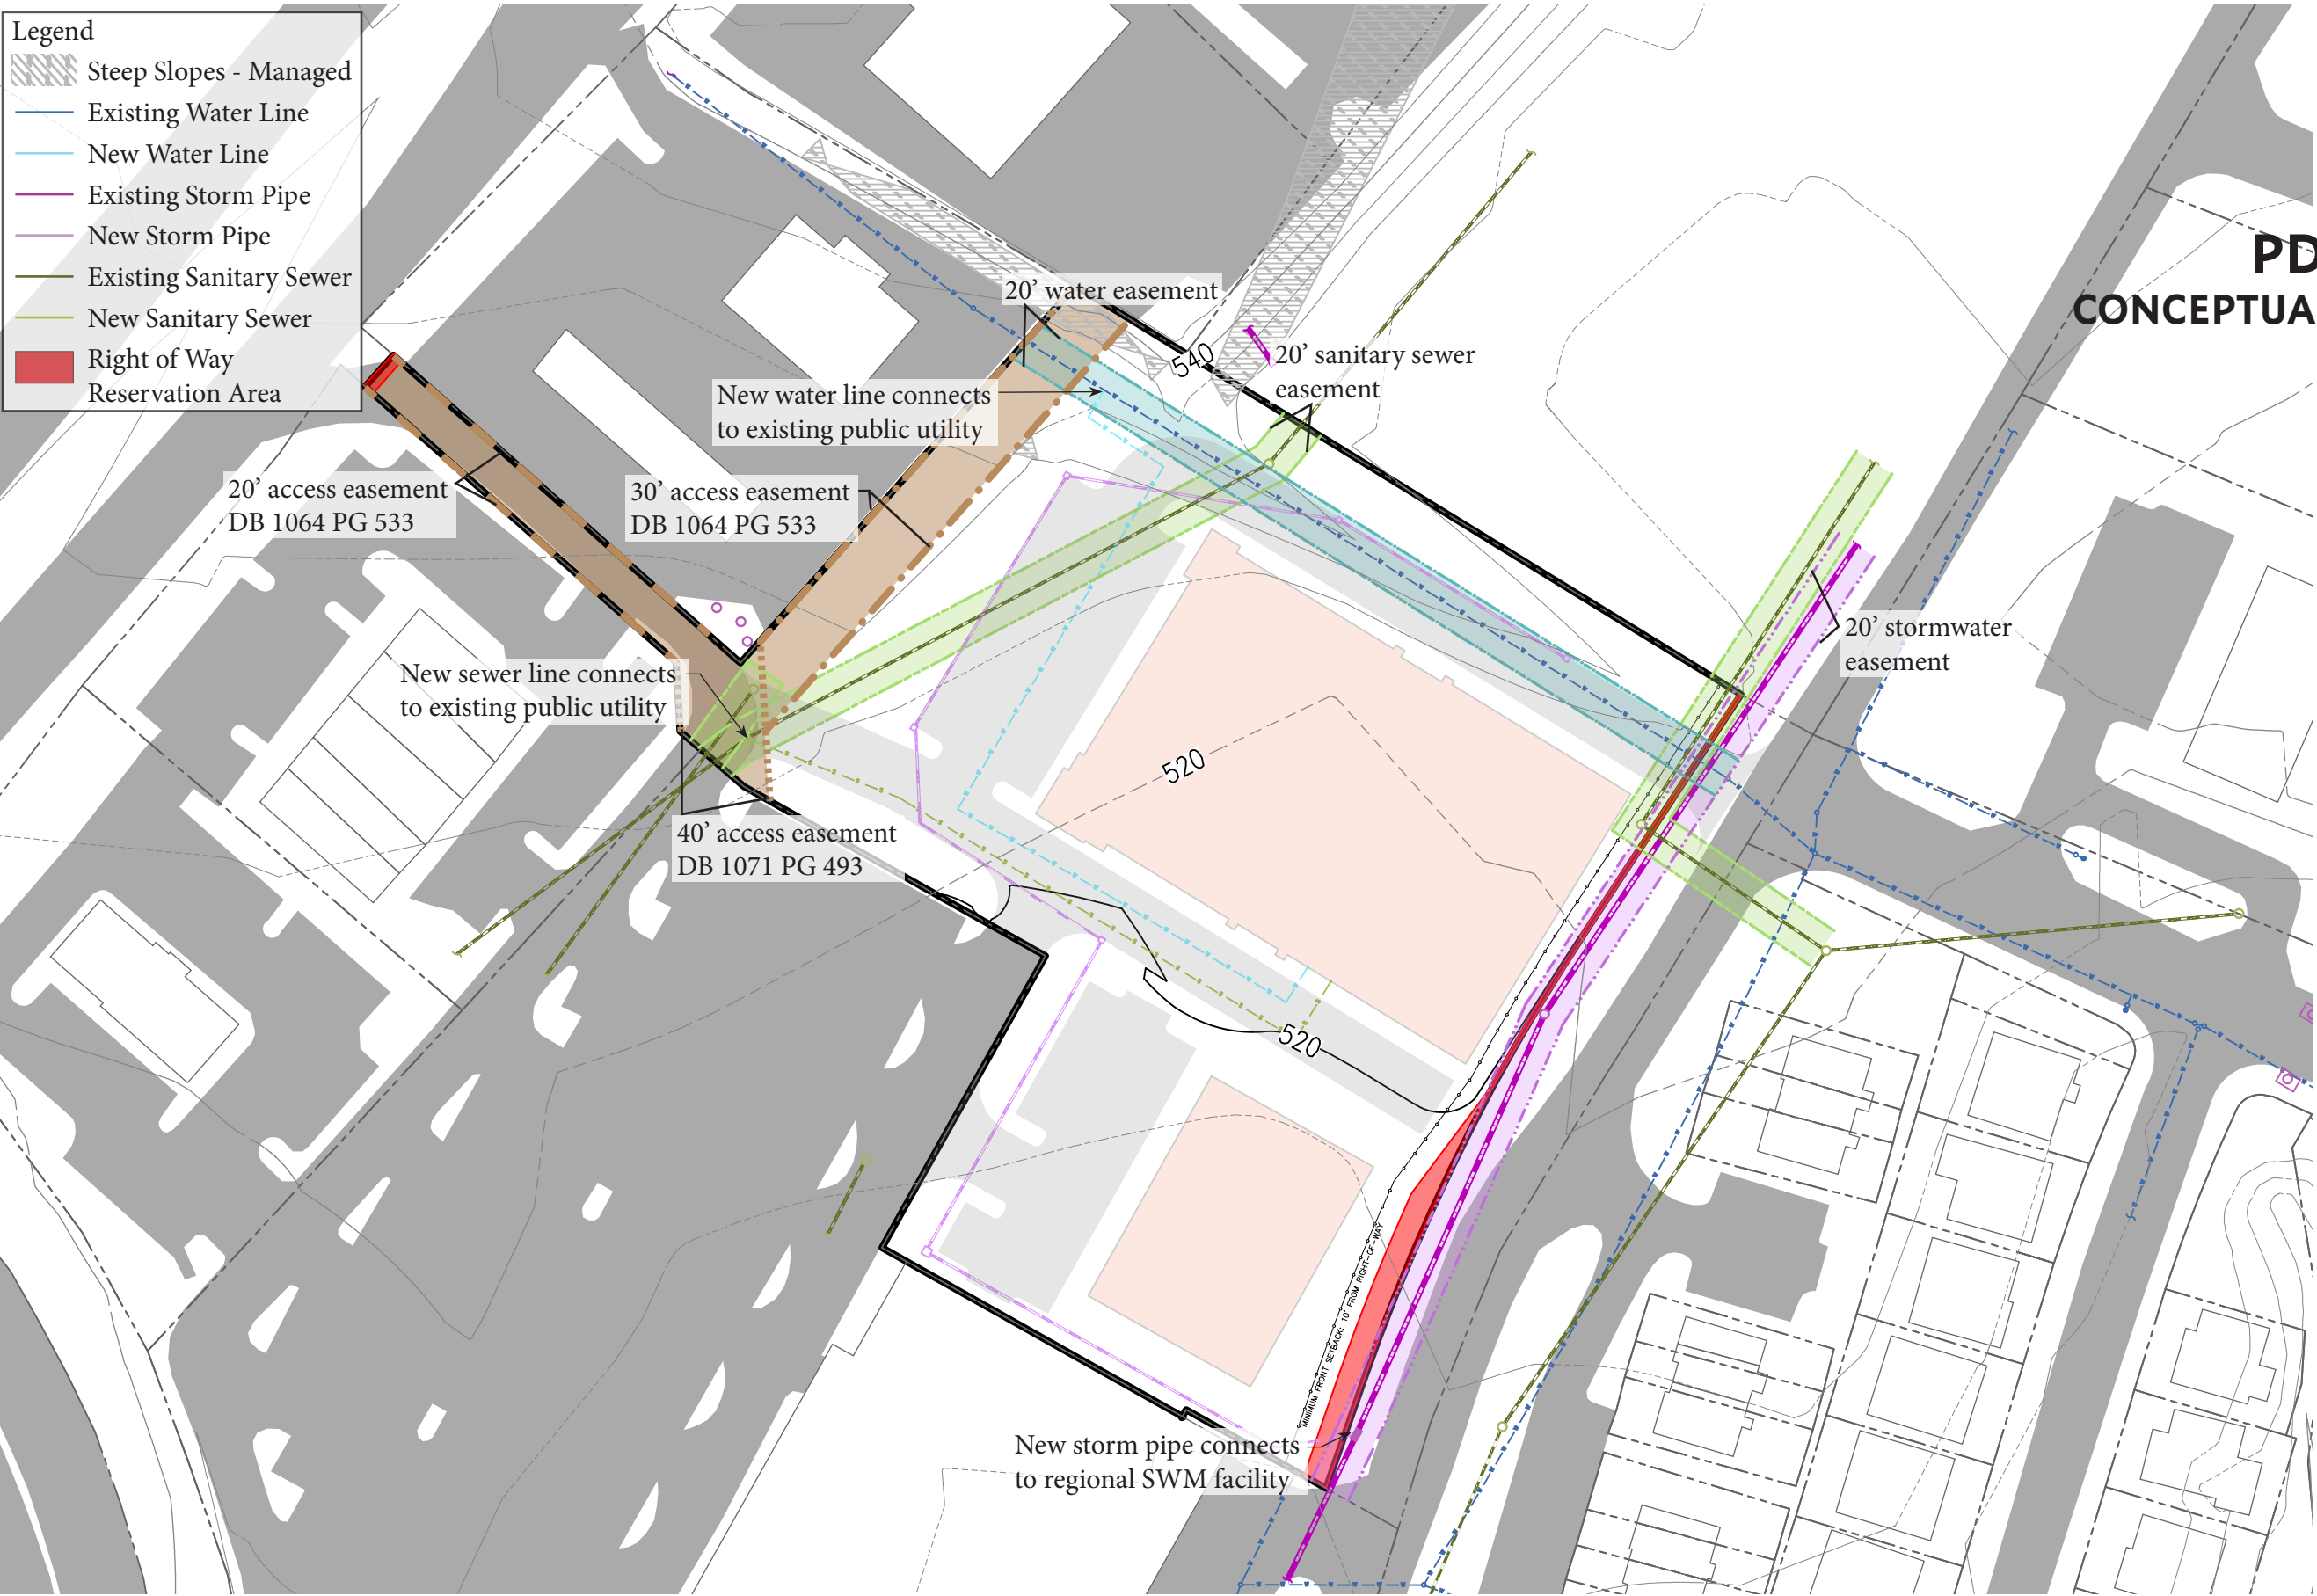 Legend
Steep Slopes - Managed
Existing Water Line
New Water Line
Existing Storm Pipe
New Storm Pipe
Existing Sanitary Sewer
New Sanitary Sewer
Right of Way
Reservation Area
PD
CONCEPTUA
20' water easement
540
20' sanitary sewer
easement
New water line connects
to existing public utility
20' access easement
DB 1064 PG 533
30' access easement
DB 1064 PG 533
20' stormwater
easement
New sewer line connects
to existing public utility
520
40' access easement
DB 1071 PG 493
520
MINIMUM FRONT SETBACK: 10' FROM RIGHT-OF-WAY
New storm pipe connects
to regional SWM facility